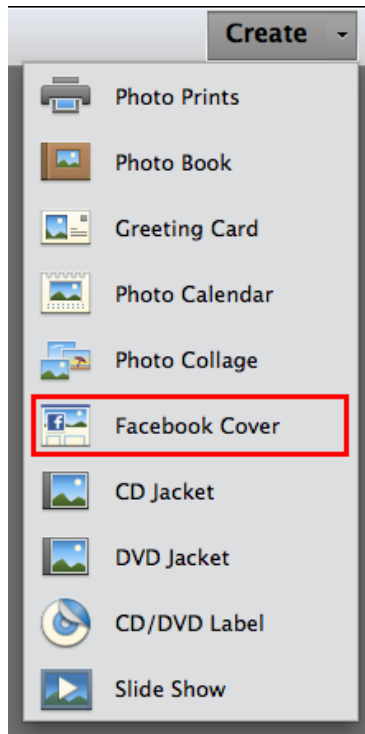 Create
Photo Prints
Photo Book
Greeting Card
Photo Calendar
Photo Collage
f
Facebook Cover
CD Jacket
DVD Jacket
CD/DVD Label
Slide Show